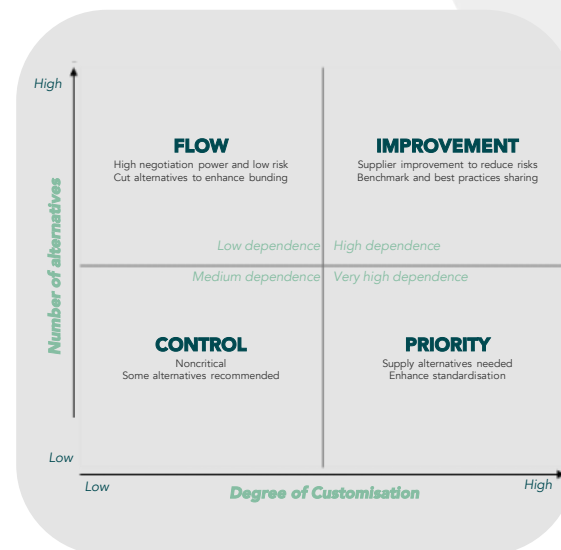 High
FLOW
High negotiation power and low risk
Cut alternatives to enhance bunding
IMPROVEMENT
Supplier improvement to reduce risks
Benchmark and best practices sharing
Number of alternatives
Low dependence
High dependence
Medium dependence
Very high dependence
CONTROL
Noncritical
Some alternatives recommended
PRIORITY
Supply alternatives needed
Enhance standardisation
Low
Low
Degree of Customisation
High